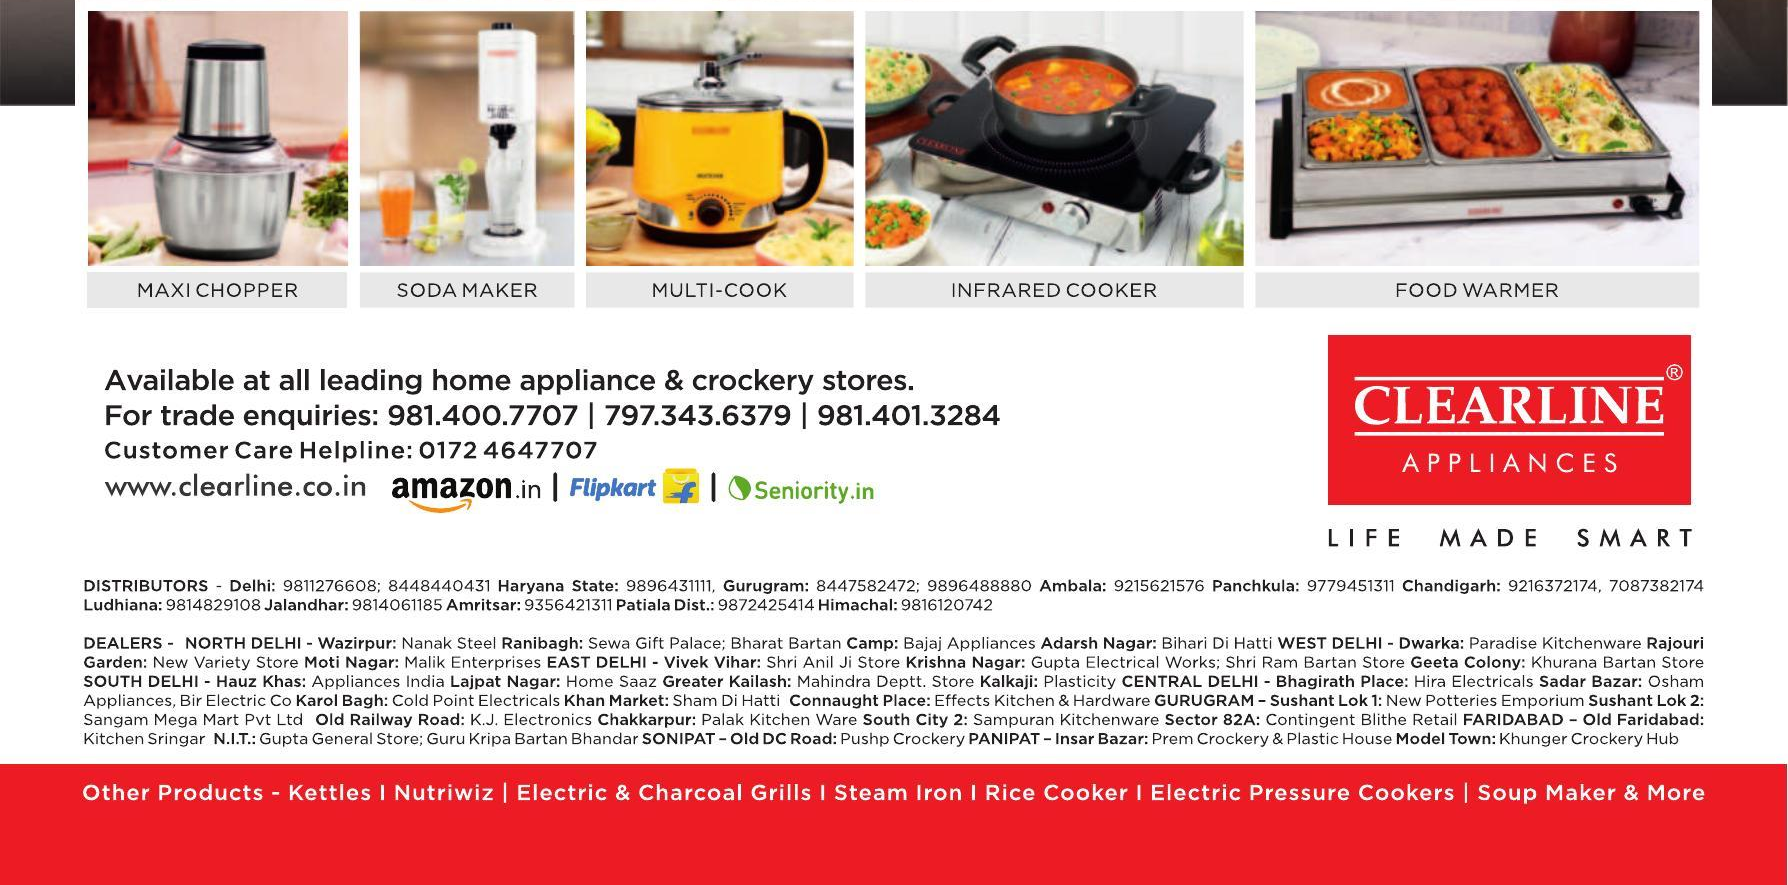 MAXI CHOPPER
SODA MAKER
MULTI-COOK
INFRARED COOKER
FOOD WARMER
CLEARLINE
Available at all leading home appliance & crockery stores.
For trade enquiries: 981.400.7707 | 797.343.6379 | 981.401.3284
Customer Care Helpline: 0172 4647707
www.clearline.co.in amazon.in | Flipkart | Seniority.in
CLEARLINE®
APPLIANCES
LIFE MADE SMART
DISTRIBUTORS - Delhi: 9811276608; 8448440431 Haryana State: 9896431111, Gurugram: 8447582472; 9896488880 Ambala: 9215621576 Panchkula: 9779451311 Chandigarh: 9216372174, 7087382174
Ludhiana: 9814829108 Jalandhar: 9814061185 Amritsar: 9356421311 Patiala Dist.: 9872425414 Himachal: 9816120742
DEALERS - NORTH DELHI - Wazirpur: Nanak Steel Ranibagh: Sewa Gift Palace; Bharat Bartan Camp: Bajaj Appliances Adarsh Nagar: Bihari Di Hatti WEST DELHI - Dwarka: Paradise Kitchenware Rajouri
Garden: New Variety Store Moti Nagar: Malik Enterprises EAST DELHI - Vivek Vihar: Shri Anil Ji Store Krishna Nagar: Gupta Electrical Works; Shri Ram Bartan Store Geeta Colony: Khurana Bartan Store
SOUTH DELHI - Hauz Khas: Appliances India Lajpat Nagar: Home Saaz Greater Kailash: Mahindra Deptt. Store Kalkaji: Plasticity CENTRAL DELHI - Bhagirath Place: Hira Electricals Sadar Bazar: Osham
Appliances, Bir Electric Co Karol Bagh: Cold Point Electricals Khan Market: Sham Di Hatti Connaught Place: Effects Kitchen & Hardware GURUGRAM – Sushant Lok 1: New Potteries Emporium Sushant Lok 2:
Sangam Mega Mart Pvt Ltd Old Railway Road: K.J. Electronics Chakkarpur: Palak Kitchen Ware South City 2: Sampuran Kitchenware Sector 82A: Contingent Blithe Retail FARIDABAD – Old Faridabad:
Kitchen Sringar N.I.T.: Gupta General Store; Guru Kripa Bartan Bhandar SONIPAT – Old DC Road: Pushp Crockery PANIPAT – Insar Bazar: Prem Crockery & Plastic House Model Town: Khunger Crockery Hub
Other Products - Kettles I Nutriwiz | Electric & Charcoal Grills I Steam Iron I Rice Cooker I Electric Pressure Cookers | Soup Maker & More